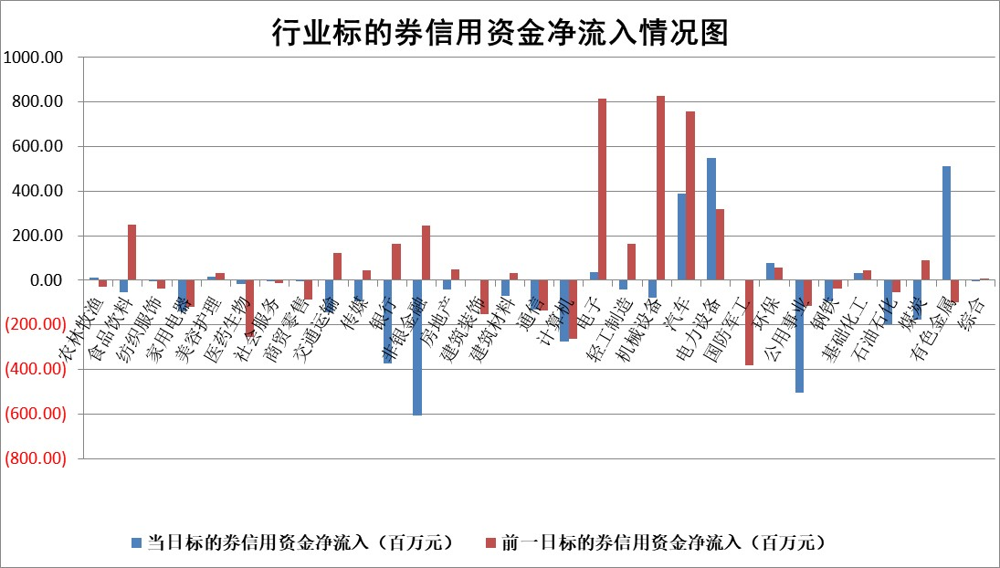 行业标的券信用资金净流入情况图
1000.00
800.00
600.00
400.00
200.00
0.00
(200.00)
(400.00)
(600.00)
(800.00)
农林牧渔
食品饮料
纺织服饰
家用电器
美容护理
医药生物
社会服务
商贸零售
交通运输
传媒
银行
非银金融
房地产
建筑装饰
建筑材料
通信
计算机
电子
轻工制造
机械设备
汽车
电力设备
国防军工
环保
公用事业
钢铁
基础化工
石油石化
煤炭
有色金属
综合
当日标的券信用资金净流入（百万元）
前一日标的券信用资金净流入（百万元）